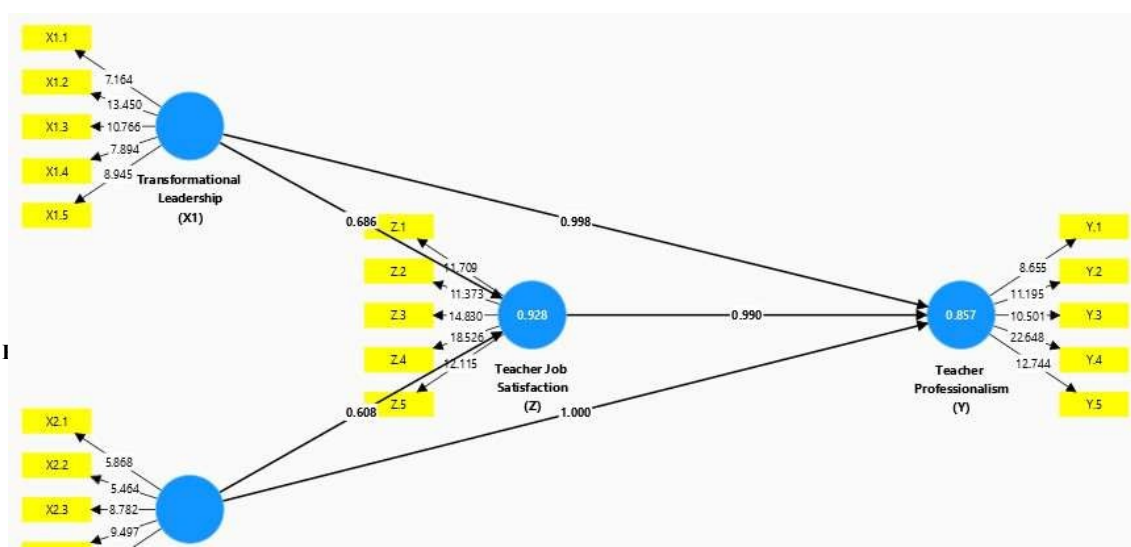 X1.1
X1.2
X1.3
X1.4
X1.5
7.164
13.450
10.766
7.894
8.945
Transformational
Leadership
(X1)
0.686
0.998
Z.1
Z.2
Z.3
Z.4
Z.5
11.709
11.373
14.830
18.526
12.115
0.928
Teacher Job
Satisfaction
(Z)
0.990
0.608
1.000
0.857
Teacher
Professionalism
(Y)
8.655
11.195
10.501
22.648
12.744
Y.1
Y.2
Y.3
Y.4
Y.5
X2.1
X2.2
X2.3
5.868
5.464
8.782
9.497